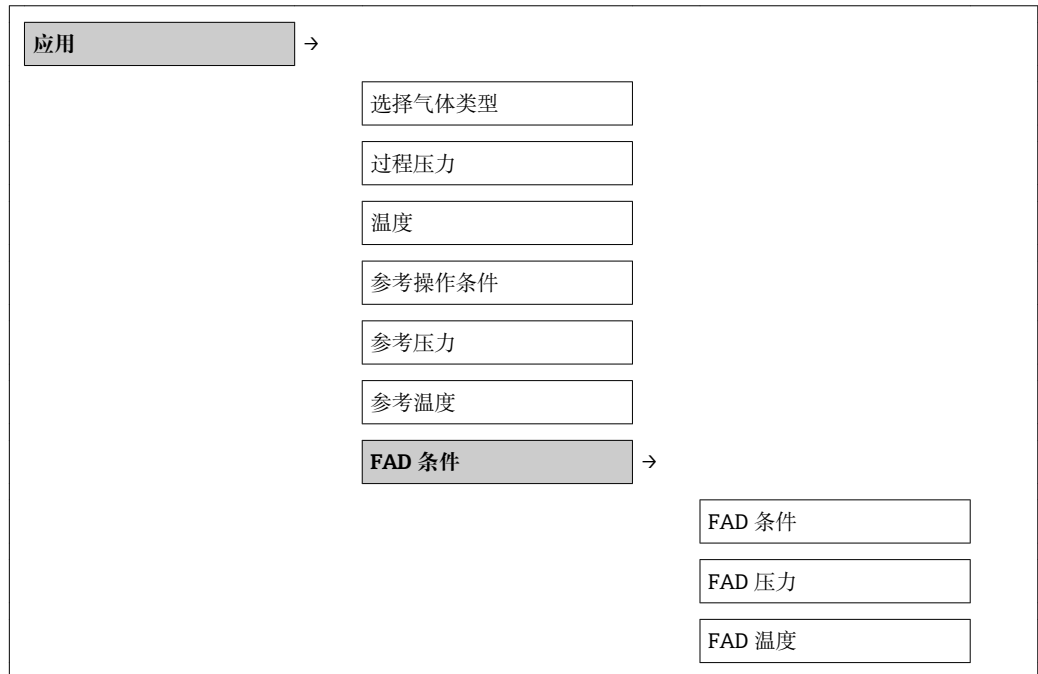 应用 →
选择气体类型
过程压力
温度
参考操作条件
参考压力
参考温度
FAD 条件 →
FAD 条件
FAD 压力
FAD 温度